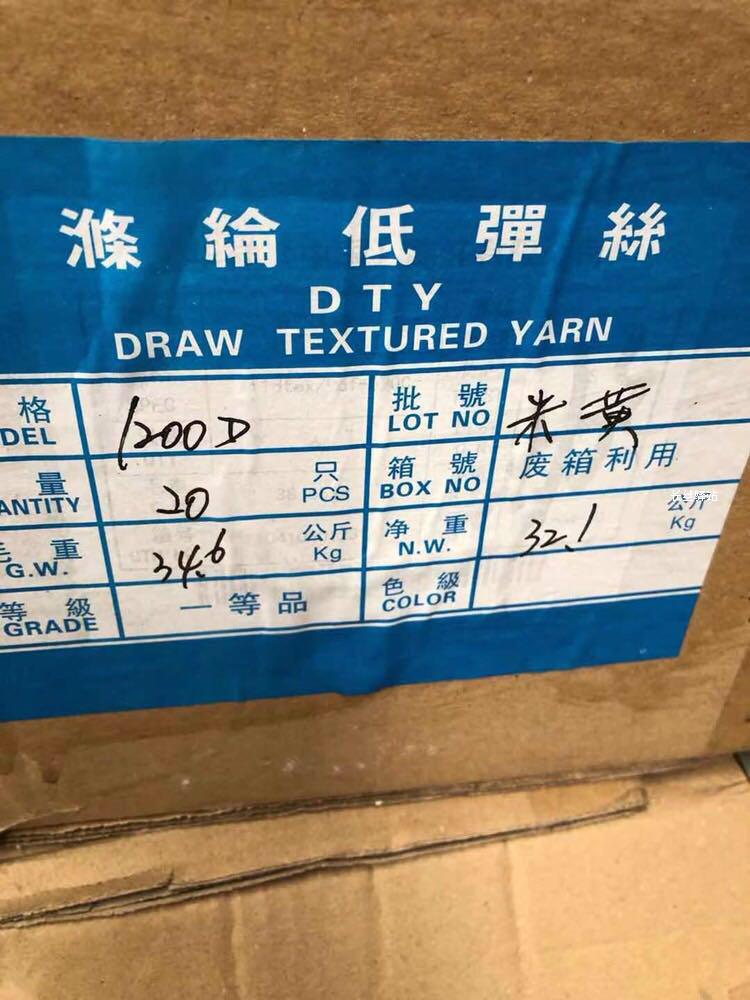 滌綸低彈絲
DTY
DRAW TEXTURED YARN
格 1200D 批號 米黄
DEL LOT NO
量 20 只 箱號 废箱利用
ANTITY PCS BOX NO
毛重 34.6 公斤 净重 32.1 公斤
G.W. Kg N.W. Kg
等級 一等品 色級
GRADE COLOR